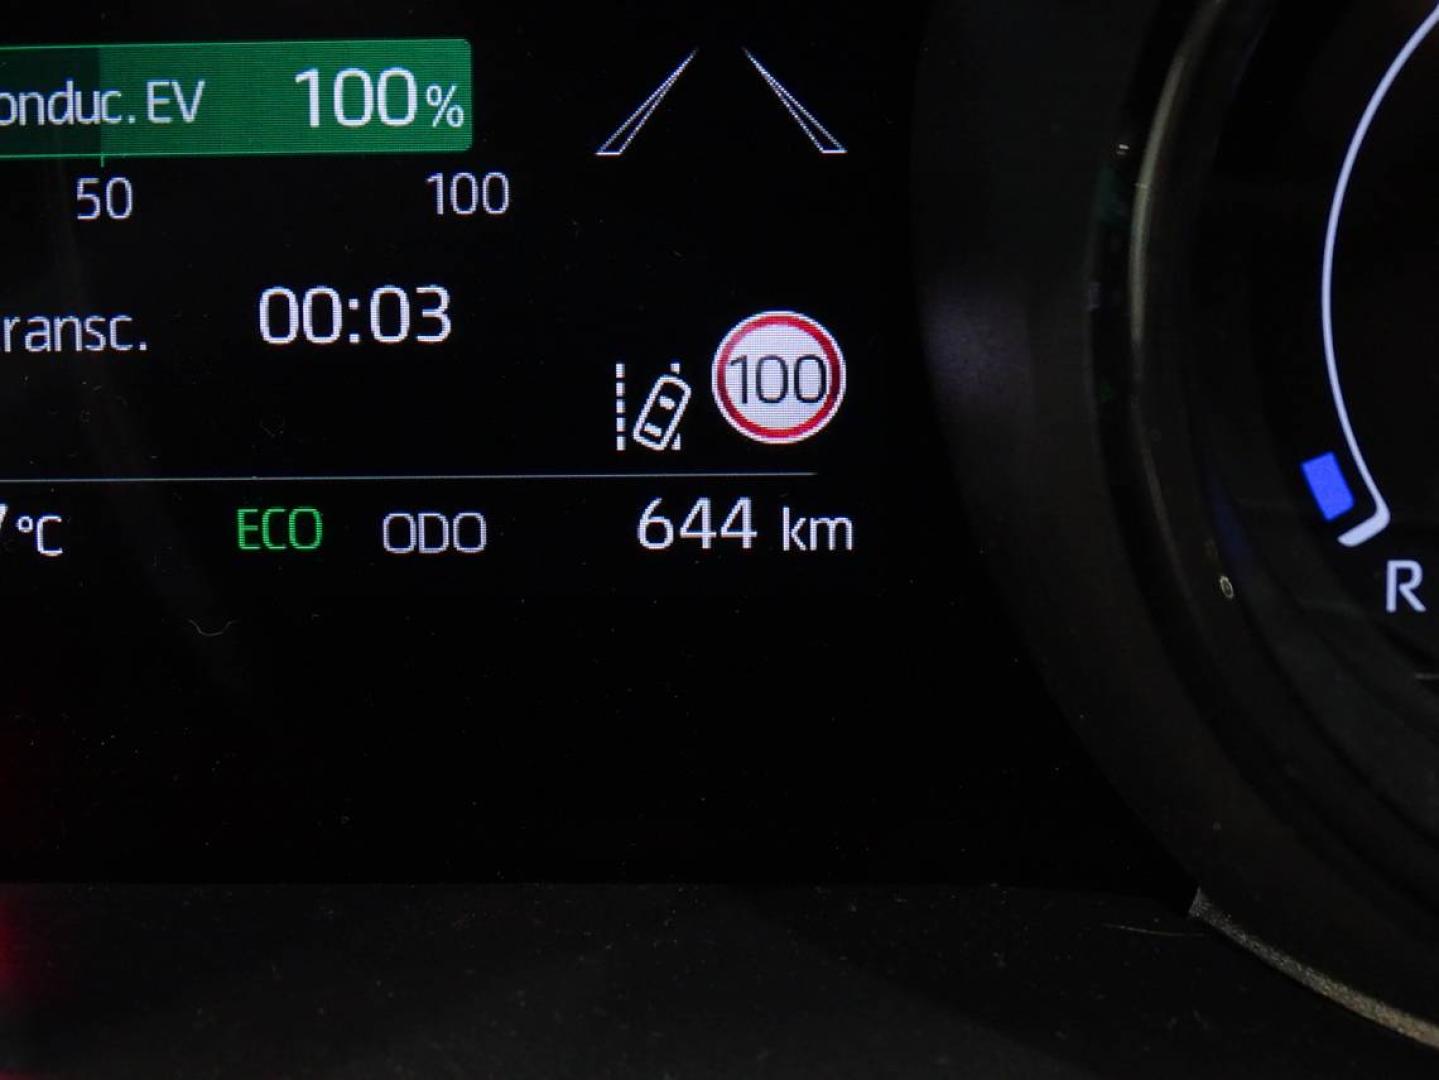 onduc. EV 100%
50 100
ransc. 00:03
100
°C ECO ODO 644 km
R